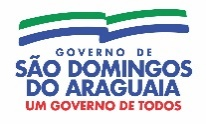 GOVERNO DE
SÃO DOMINGOS
DO ARAGUAIA
UM GOVERNO DE TODOS